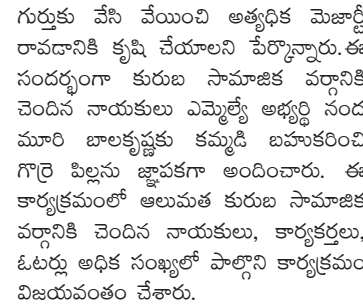 గుర్తుకు వేసి వేయించి అత్యధిక మెజార్టీ
రావడానికి కృషి చేయాలని పేర్కొన్నారు.ఈ
సందర్భంగా కురుబ సామాజిక వర్గానికి
చెందిన నాయకులు ఎమ్మెల్యే అభ్యర్థి నంద
మూరి బాలకృష్ణకు కమ్మడి బహుకరించి
గొర్రె పిల్లను జ్ఞాపకగా అందించారు. ఈ
కార్యక్రమంలో ఆలుమత కురుబ సామాజిక
వర్గానికి చెందిన నాయకులు, కార్యకర్తలు,
ఓటర్లు అధిక సంఖ్యలో పాల్గొని కార్యక్రమం
విజయవంతం చేశారు.